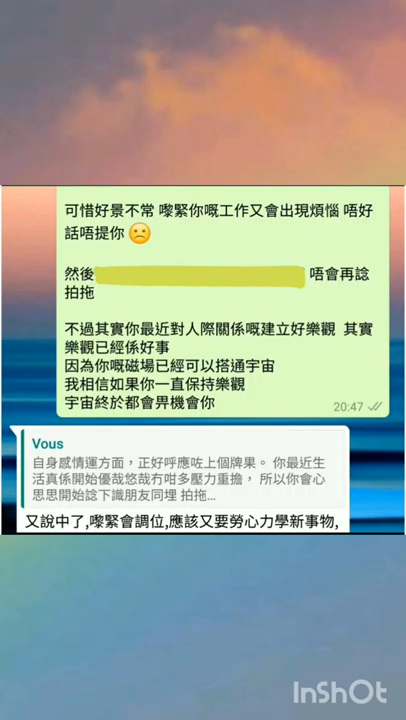 可惜好景不常 嚟緊你嘅工作又會出現煩惱 唔好
話唔提你
然後 唔會再諗
拍拖
不過其實你最近對人際關係嘅建立好樂觀 其實
樂觀已經係好事
因為你嘅磁場已經可以搭通宇宙
我相信如果你一直保持樂觀
宇宙終於都會畀機會你
20:47
Vous
自身感情運方面，正好呼應咗上個牌果。 你最近生
活真係開始優哉悠哉冇咁多壓力重擔， 所以你會心
思思開始諗下識朋友同埋 拍拖...
又說中了,嚟緊會調位,應該又要勞心力學新事物,
InShOt